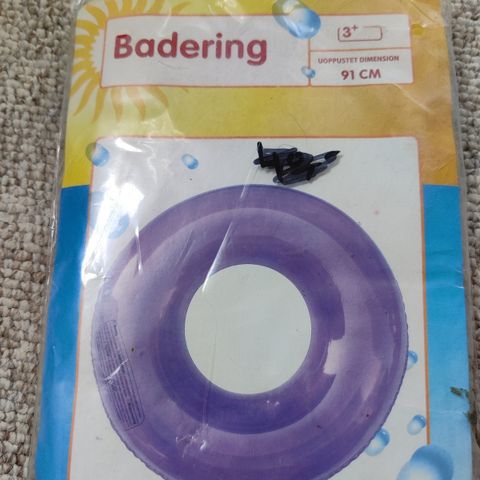 Badering
3+
UOPPUSTET DIMENSION
91 CM